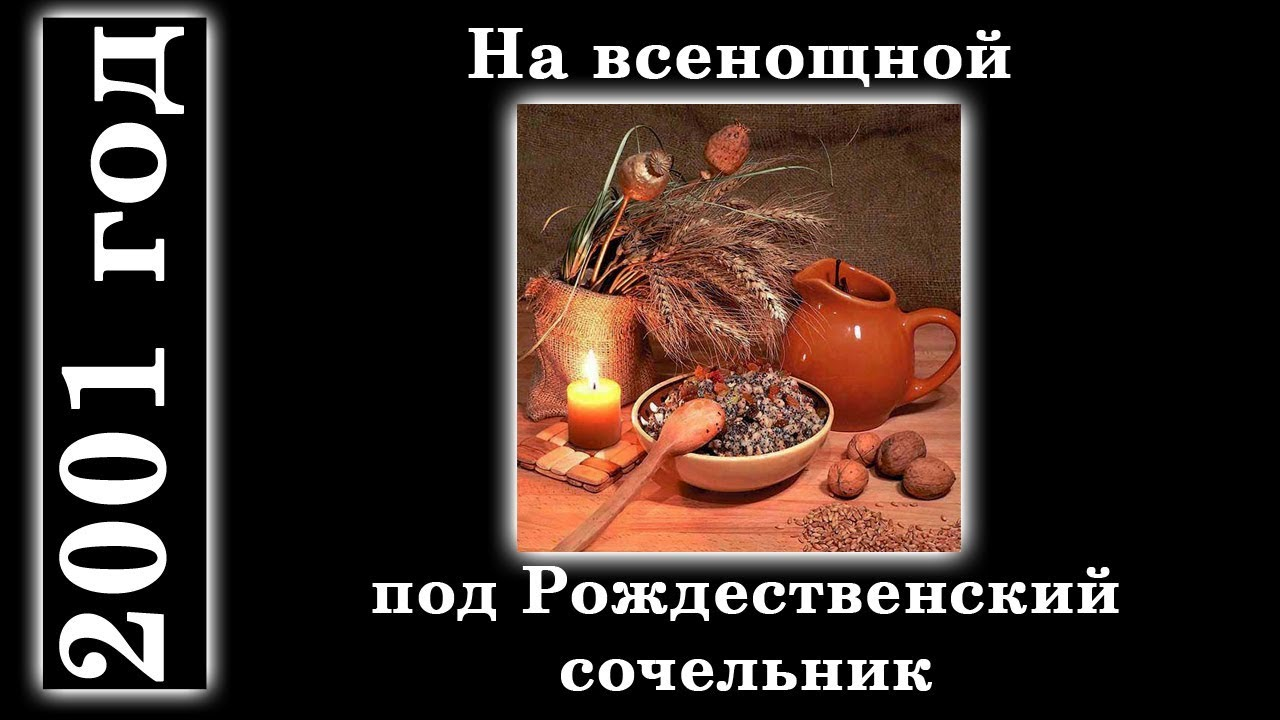 2001 год
На всенощной
под Рождественский
сочельник